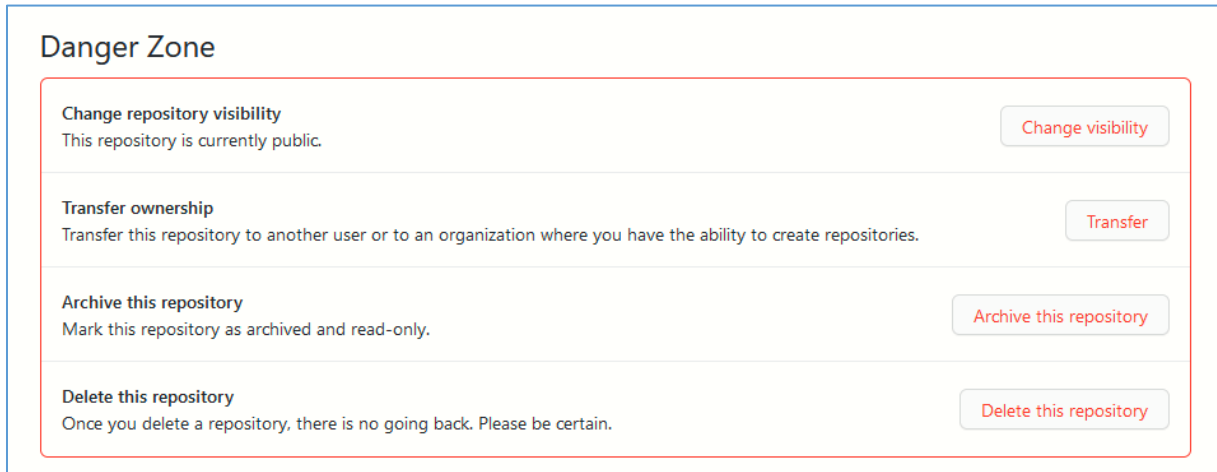 Danger Zone
Change repository visibility
This repository is currently public.
Change visibility
Transfer ownership
Transfer this repository to another user or to an organization where you have the ability to create repositories.
Transfer
Archive this repository
Mark this repository as archived and read-only.
Archive this repository
Delete this repository
Once you delete a repository, there is no going back. Please be certain.
Delete this repository